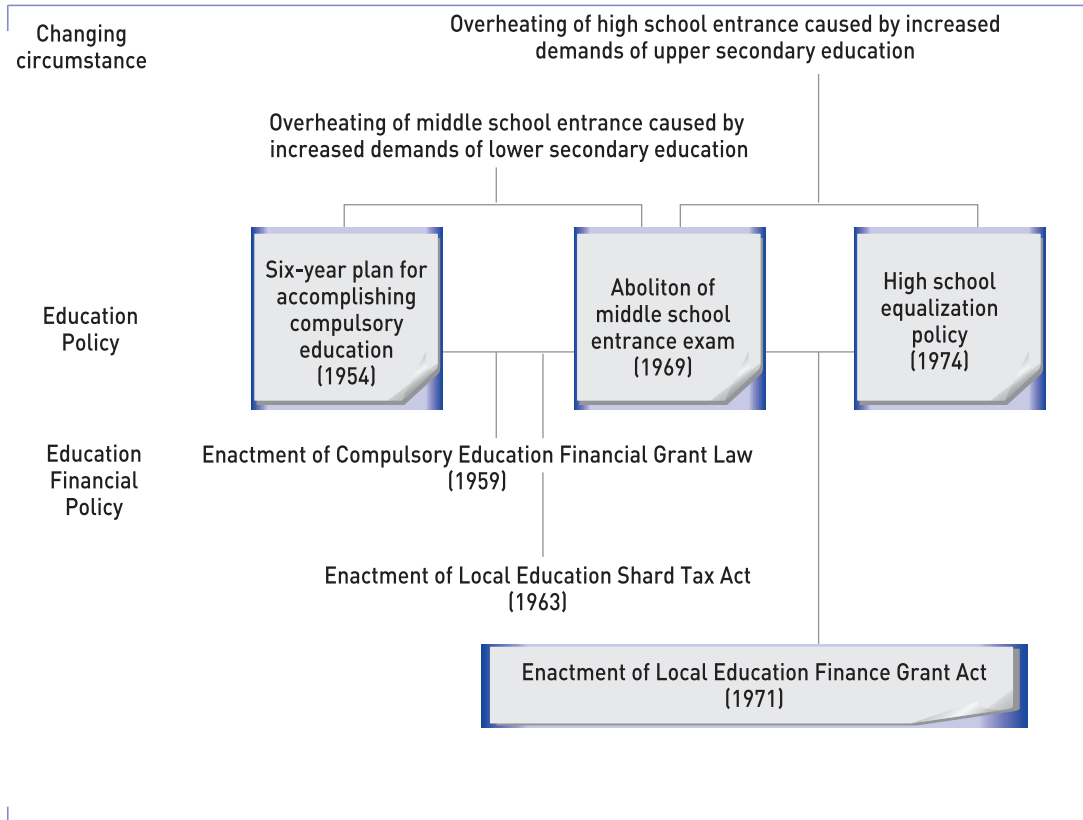 Changing
circumstance
Overheating of high school entrance caused by increased
demands of upper secondary education
Overheating of middle school entrance caused by
increased demands of lower secondary education
Education
Policy
Six-year plan for
accomplishing
compulsory
education
(1954)
Aboliton of
middle school
entrance exam
(1969)
High school
equalization
policy
(1974)
Education
Financial
Policy
Enactment of Compulsory Education Financial Grant Law
(1959)
Enactment of Local Education Shard Tax Act
(1963)
Enactment of Local Education Finance Grant Act
(1971)